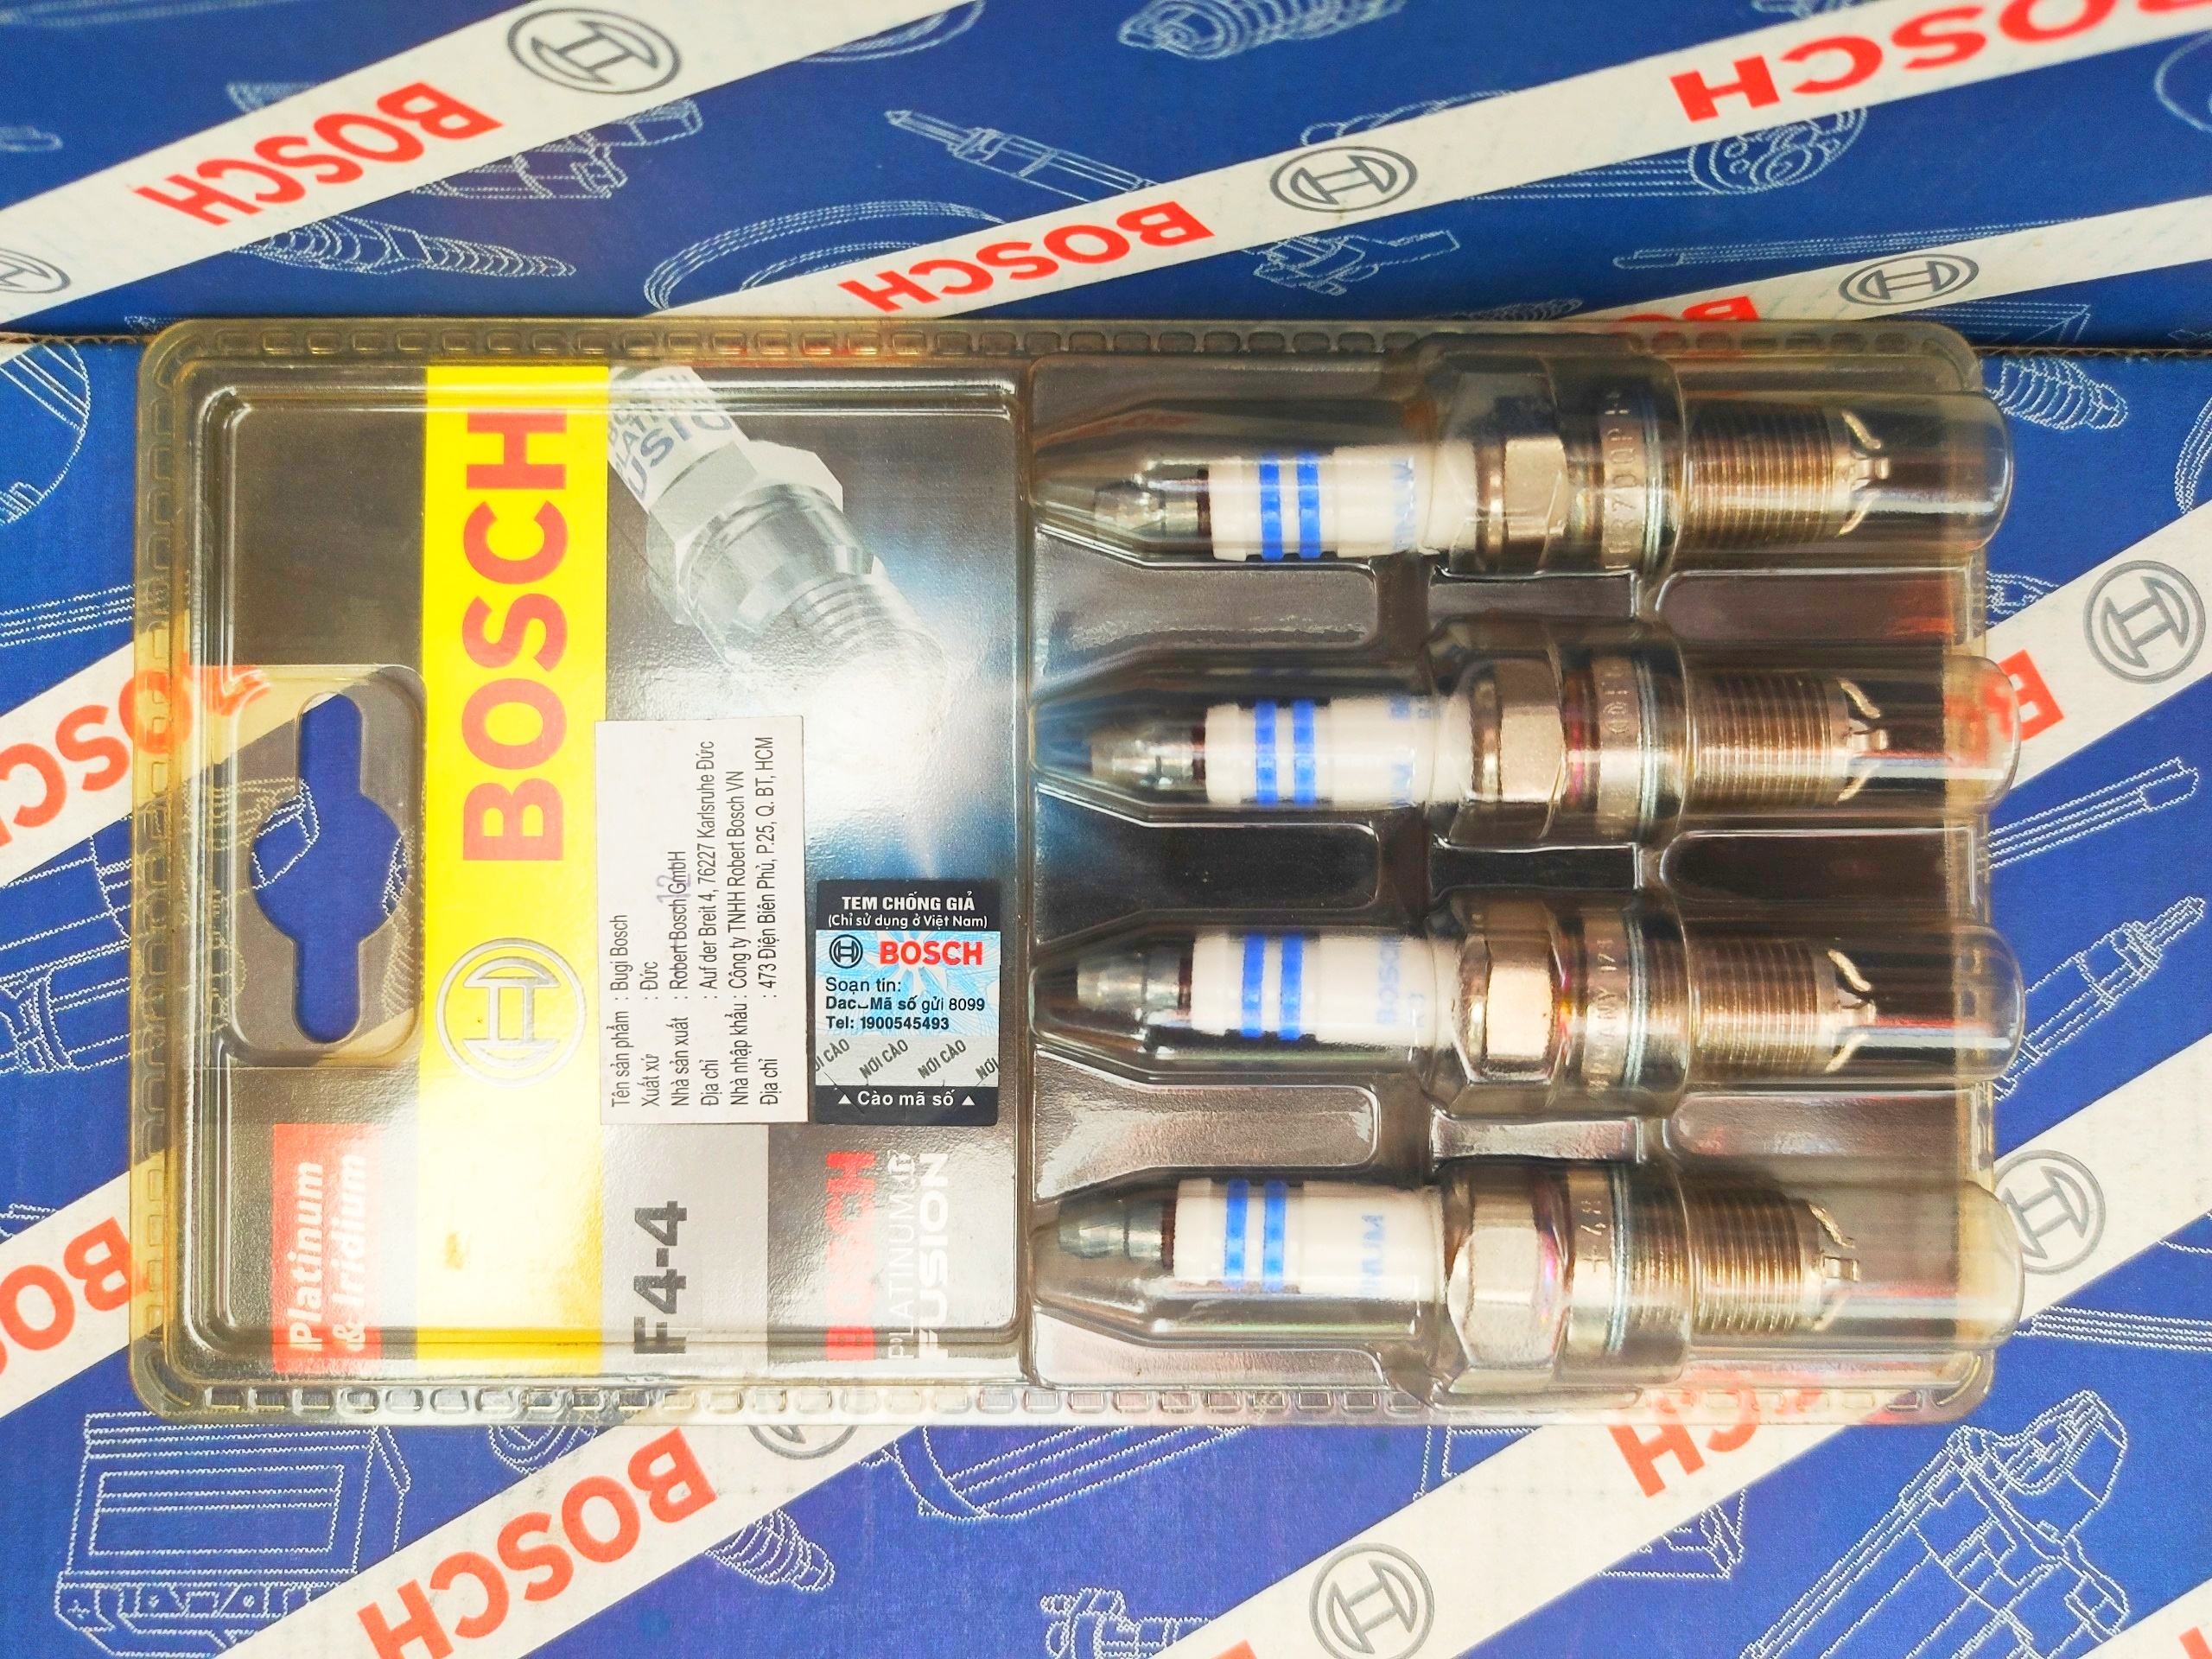 BOSCH
BOSCH
BOSCH
BOSCH
Platinum
& Iridium
F4-4
BOSCH
PLATINUM
FUSION
Tên sản phẩm : Bugi Bosch
Xuất xứ : Đức
Nhà sản xuất : Robert Bosch GmbH
Địa chỉ : Auf der Breit 4, 76227 Karlsruhe Đức
Nhà nhập khẩu : Công ty TNHH Robert Bosch VN
Địa chỉ : 473 Điện Biên Phủ, P.25, Q. BT, HCM
TEM CHỐNG GIẢ
(Chỉ sử dụng ở Việt Nam)
BOSCH
Soạn tin:
Dac Mã số gửi 8099
Tel: 1900545493
NƠI CÀO NƠI CÀO
▲ Cào mã số ▲
BOSCH
BOSCH